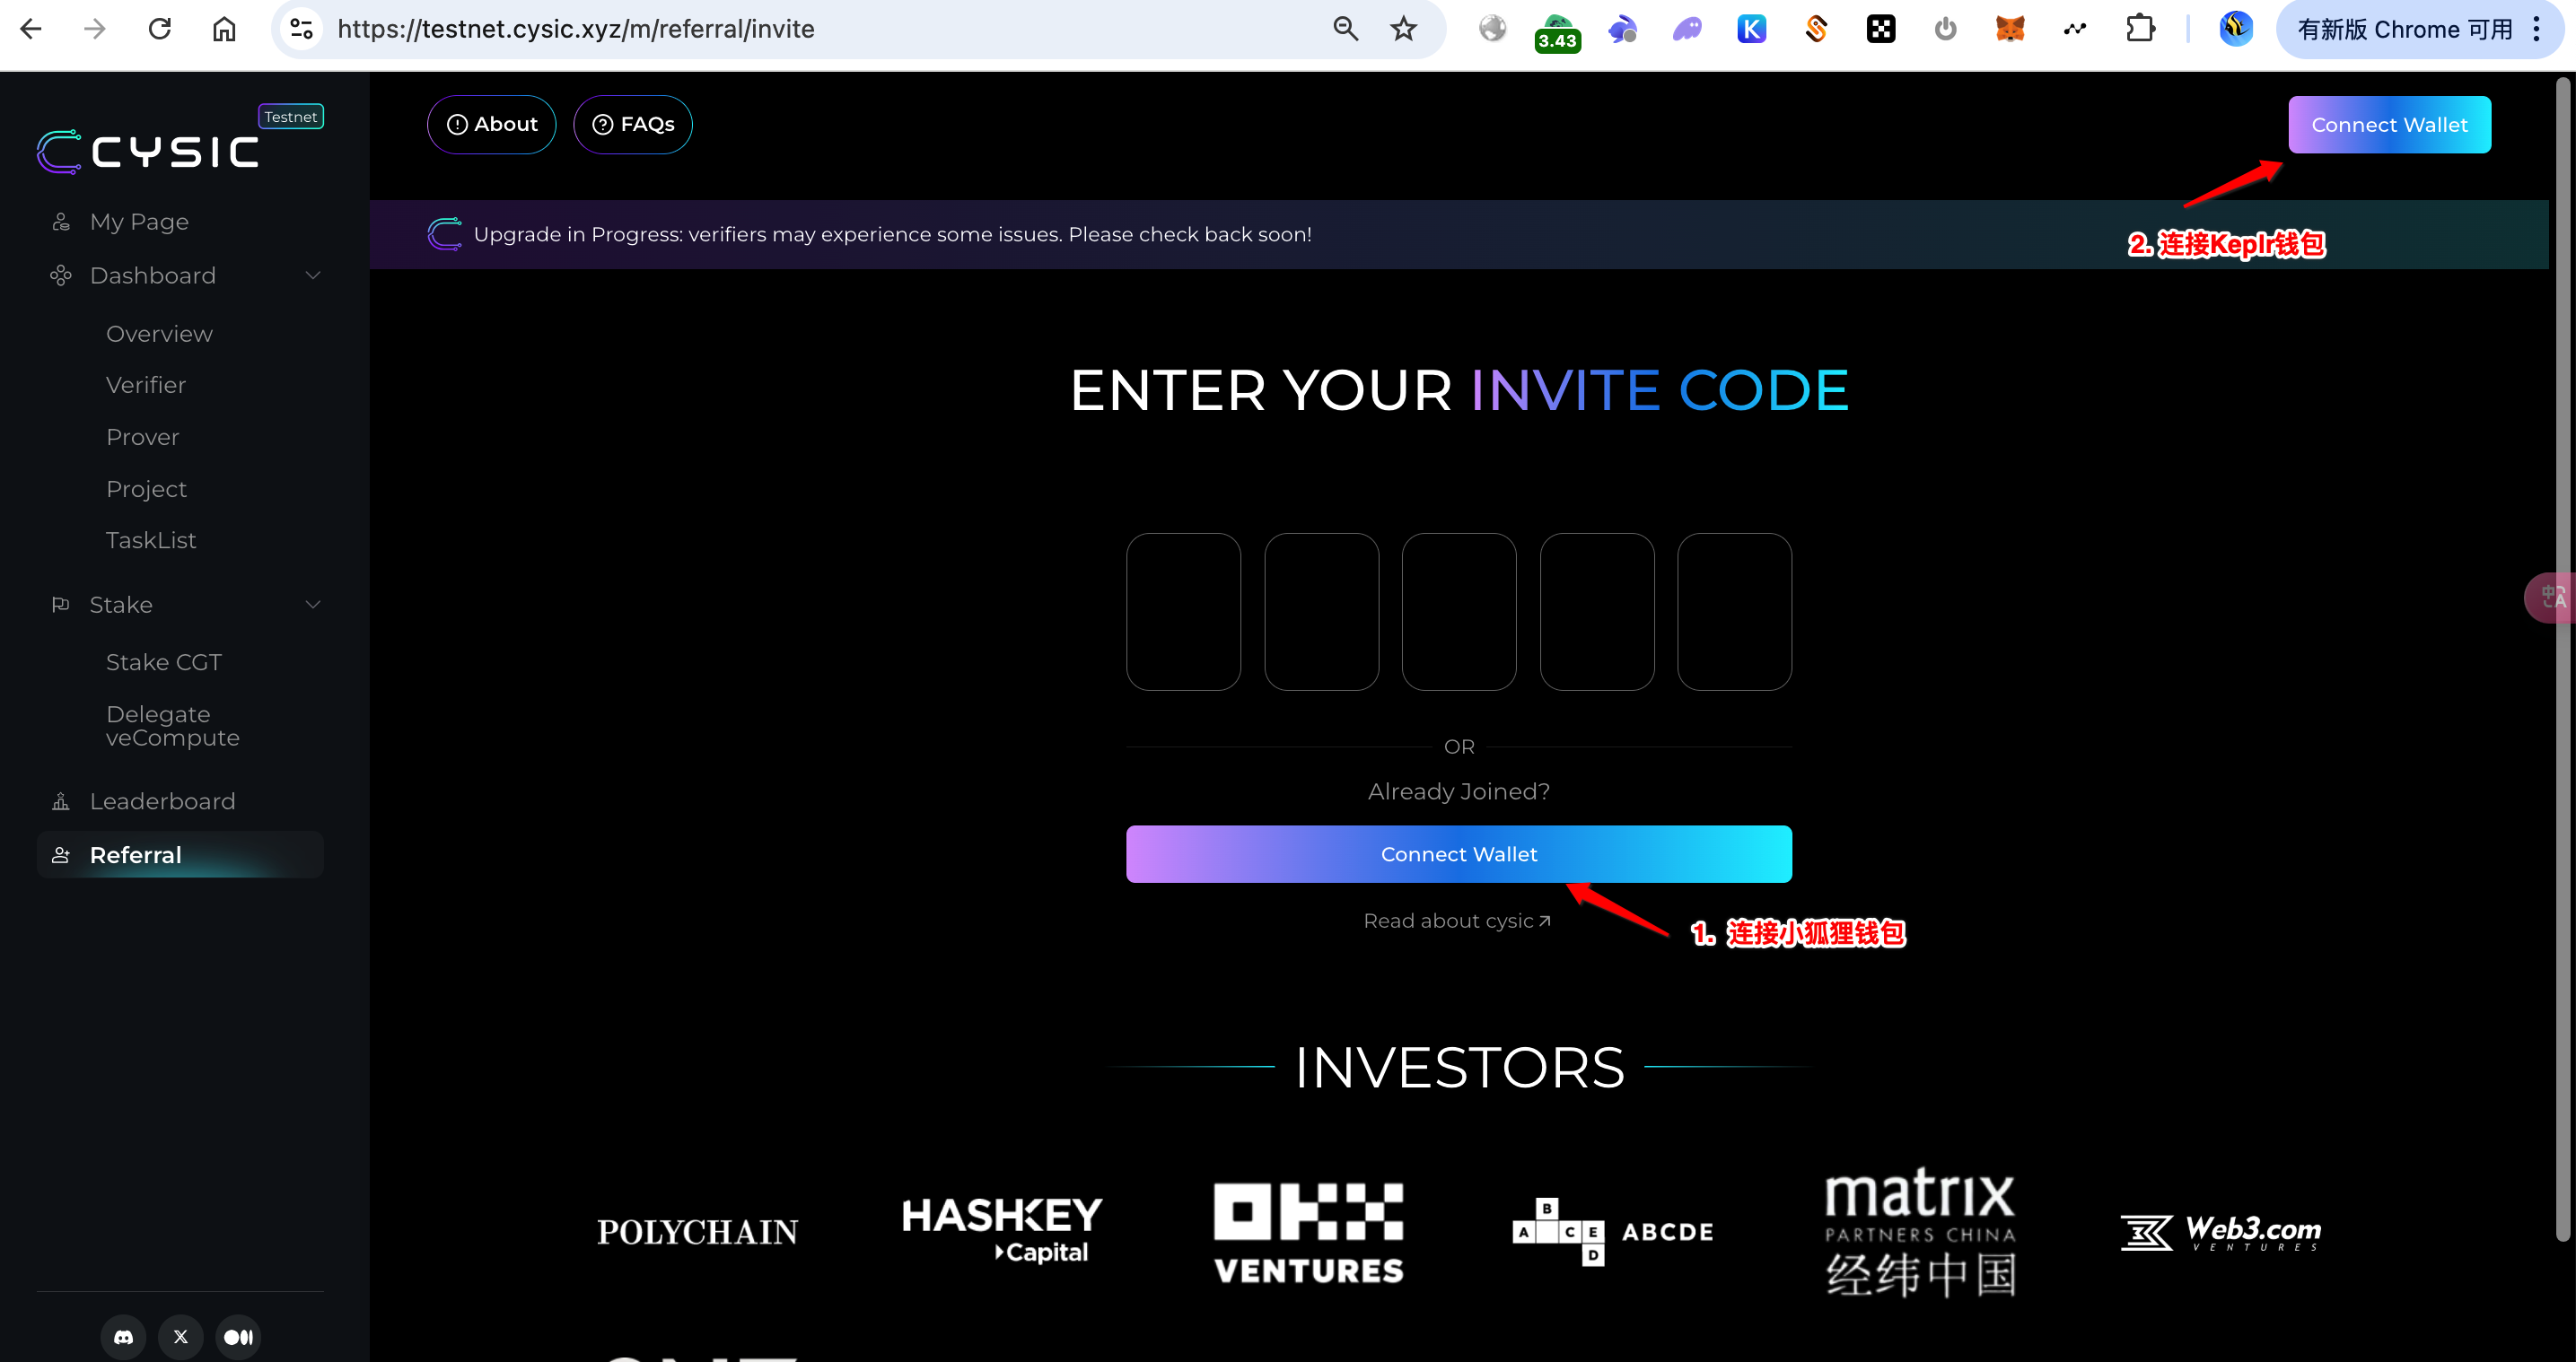 https://testnet.cysic.xyz/m/referral/invite
3.43
K
有新版 Chrome 可用
Testnet
CYSIC
About
FAQs
Connect Wallet
My Page
Dashboard
Overview
Verifier
Prover
Project
TaskList
Stake
Stake CGT
Delegate
veCompute
Leaderboard
Referral
Upgrade in Progress: verifiers may experience some issues. Please check back soon!
2. 连接Keplr钱包
ENTER YOUR INVITE CODE
OR
Already Joined?
Connect Wallet
Read about cysic
1. 连接小狐狸钱包
INVESTORS
POLYCHAIN
HASHKEY
Capital
OKX
VENTURES
B
A C E
D
ABCDE
matrix
PARTNERS CHINA
经纬中国
Web3.com
VENTURES